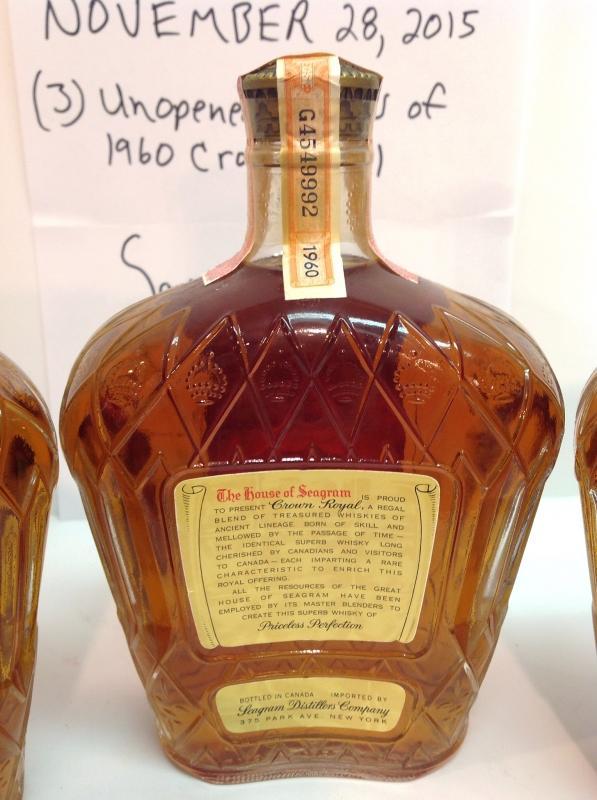 NOVEMBER 28, 2015
(3) of
1960
G4549992 1960
The House of Seagram IS PROUD
TO PRESENT Crown Royal, A REGAL
BLEND OF TREASURED WHISKIES OF
ANCIENT LINEAGE. BORN OF SKILL AND
MELLOWED BY THE PASSAGE OF TIME—
THE IDENTICAL SUPERB WHISKY LONG
CHERISHED BY CANADIANS AND VISITORS
TO CANADA—EACH IMPARTING A RARE
CHARACTERISTIC TO ENRICH THIS
ROYAL OFFERING.
ALL THE RESOURCES OF THE GREAT
HOUSE OF SEAGRAM HAVE BEEN
EMPLOYED BY ITS MASTER BLENDERS TO
CREATE THIS SUPERB WHISKY OF
Priceless Perfection
BOTTLED IN CANADA IMPORTED BY
Seagram Distillers Company
375 PARK AVE. NEW YORK